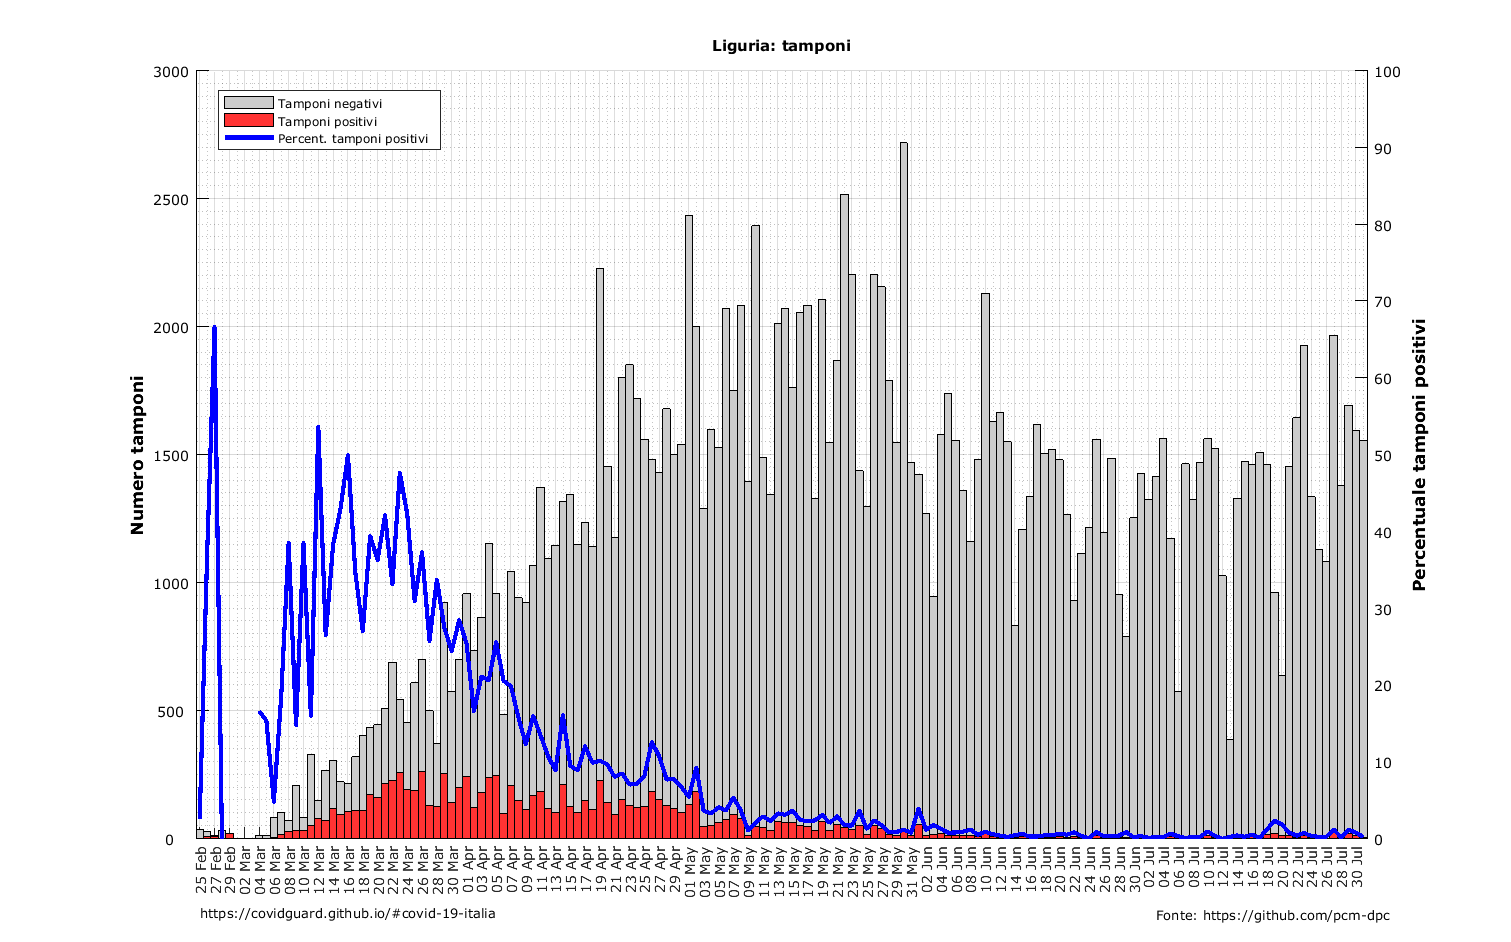 Liguria: tamponi
Tamponi negativi
Tamponi positivi
Percent. tamponi positivi
Numero tamponi
3000
2500
2000
1500
1000
500
0
Percentuale tamponi positivi
100
90
80
70
60
50
40
30
20
10
0
25 Feb
27 Feb
29 Feb
02 Mar
04 Mar
06 Mar
08 Mar
10 Mar
12 Mar
14 Mar
16 Mar
18 Mar
20 Mar
22 Mar
24 Mar
26 Mar
28 Mar
30 Mar
01 Apr
03 Apr
05 Apr
07 Apr
09 Apr
11 Apr
13 Apr
15 Apr
17 Apr
19 Apr
21 Apr
23 Apr
25 Apr
27 Apr
29 Apr
01 May
03 May
05 May
07 May
09 May
11 May
13 May
15 May
17 May
19 May
21 May
23 May
25 May
27 May
29 May
31 May
02 Jun
04 Jun
06 Jun
08 Jun
10 Jun
12 Jun
14 Jun
16 Jun
18 Jun
20 Jun
22 Jun
24 Jun
26 Jun
28 Jun
30 Jun
02 Jul
04 Jul
06 Jul
08 Jul
10 Jul
12 Jul
14 Jul
16 Jul
18 Jul
20 Jul
22 Jul
24 Jul
26 Jul
28 Jul
30 Jul
https://covidguard.github.io/#covid-19-italia
Fonte: https://github.com/pcm-dpc